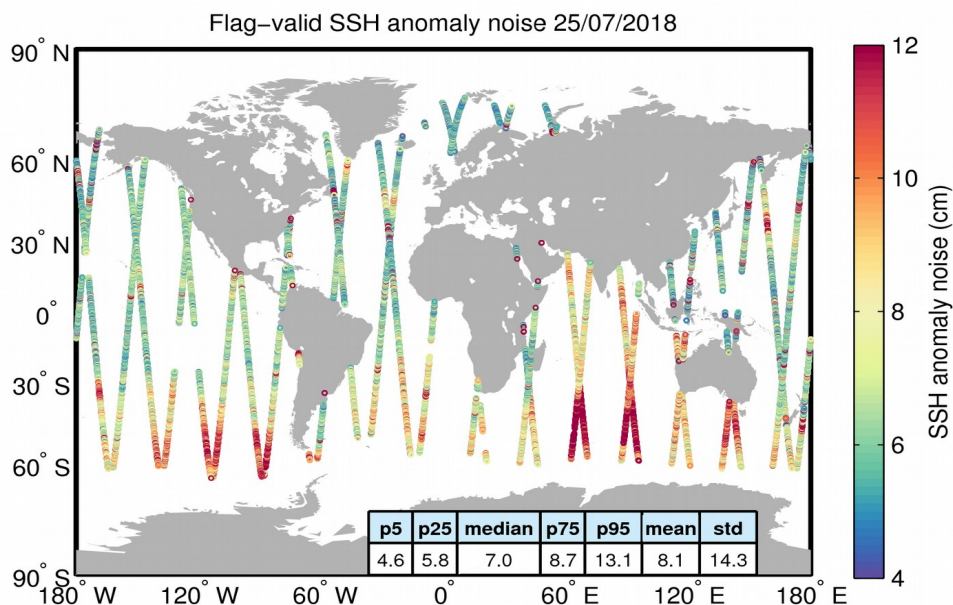 Flag−valid SSH anomaly noise 25/07/2018
90° N
60° N
30° N
0°
30° S
60° S
90° S
180° W
120° W
60° W
0°
60° E
120° E
180° E
p5 p25 median p75 p95 mean std
4.6 5.8 7.0 8.7 13.1 8.1 14.3
12
10
8
6
4
SSH anomaly noise (cm)